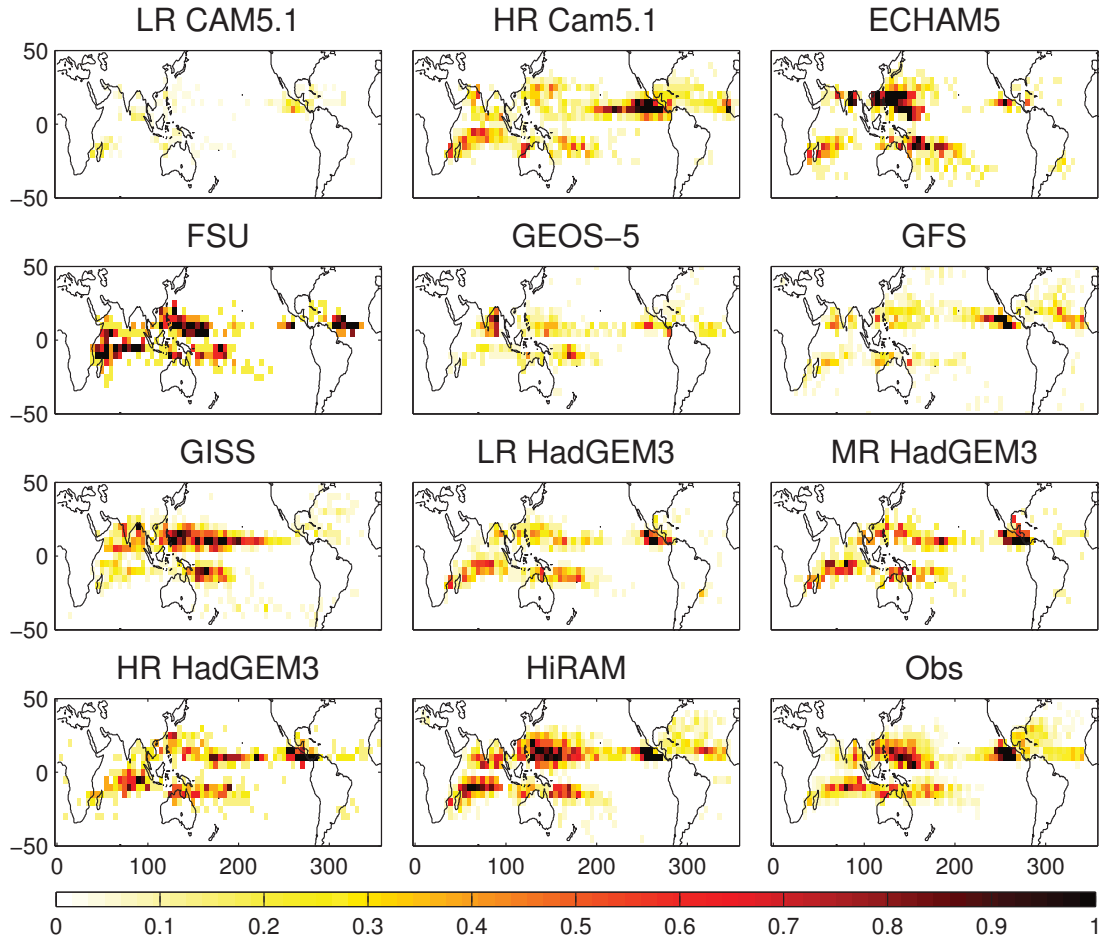 LR CAM5.1
HR Cam5.1
ECHAM5
50
0
−50
FSU
GEOS−5
GFS
50
0
−50
GISS
LR HadGEM3
MR HadGEM3
50
0
−50
HR HadGEM3
HiRAM
Obs
50
0
−50
0 100 200 300
0 100 200 300
0 100 200 300
0 0.1 0.2 0.3 0.4 0.5 0.6 0.7 0.8 0.9 1